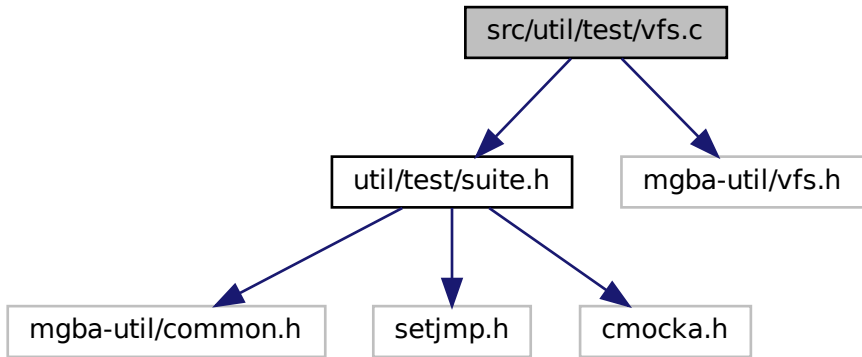 src/util/test/vfs.c
util/test/suite.h
mgba-util/vfs.h
mgba-util/common.h
setjmp.h
cmocka.h